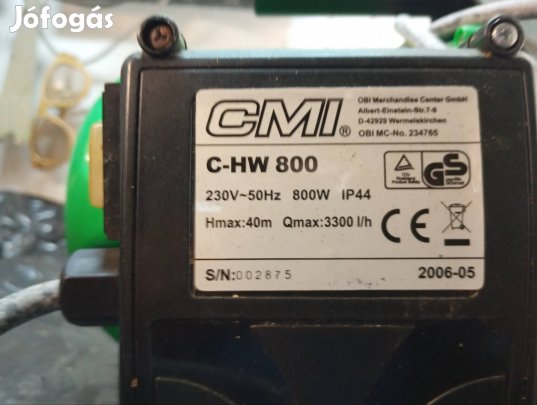 Jófogás
CMI®
OBI Merchandise Center GmbH
Albert-Einstein-Str.7-9
D-42929 Wermelskirchen
OBI MC-No. 234765
C-HW 800
230V~50Hz 800W IP44
Hmax:40m Qmax:3300 l/h
GS
CE
S/N:002875
2006-05